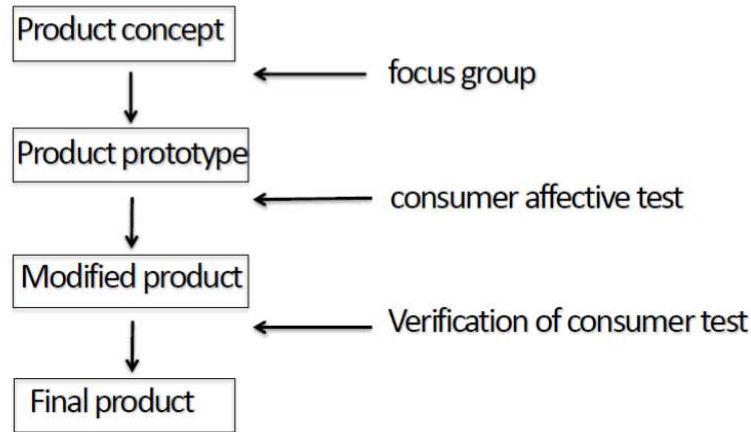 Product concept
focus group
Product prototype
consumer affective test
Modified product
Verification of consumer test
Final product